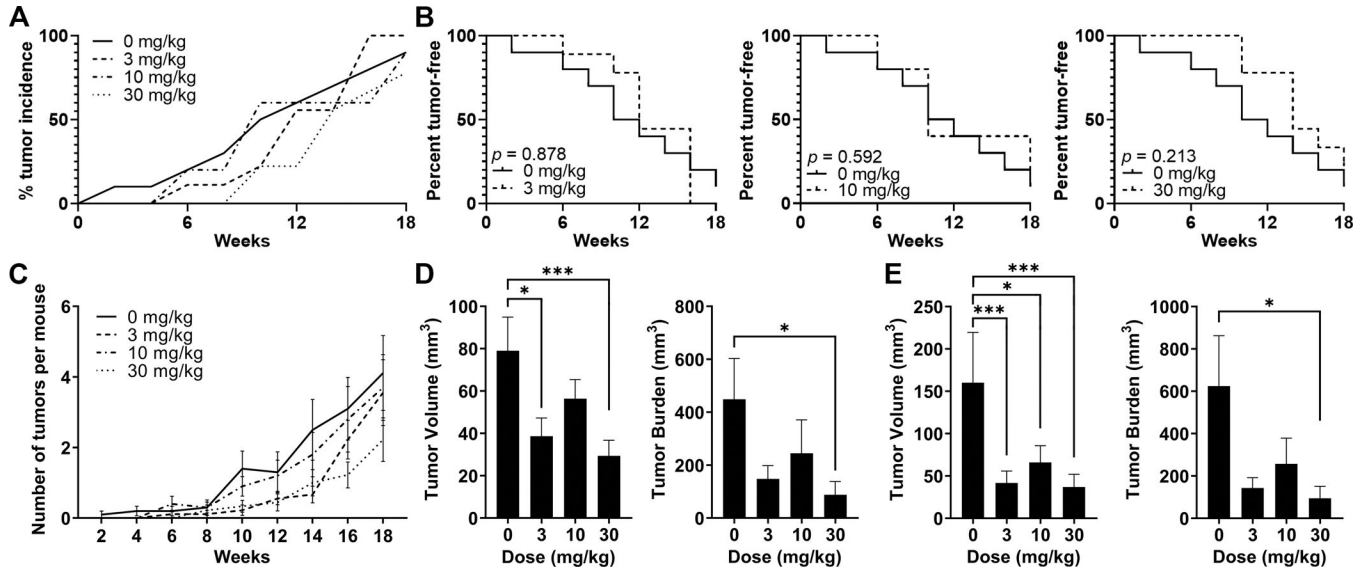 A
% tumor incidence
100
50
0
0 mg/kg
3 mg/kg
10 mg/kg
30 mg/kg
0 6 12 18
Weeks
B
Percent tumor-free
100
50
0
p = 0.878
0 mg/kg
3 mg/kg
0 6 12 18
Weeks
Percent tumor-free
100
50
0
p = 0.592
0 mg/kg
10 mg/kg
0 6 12 18
Weeks
Percent tumor-free
100
50
0
p = 0.213
0 mg/kg
30 mg/kg
0 6 12 18
Weeks
C
Number of tumors per mouse
6
4
2
0
0 mg/kg
3 mg/kg
10 mg/kg
30 mg/kg
2 4 6 8 10 12 14 16 18
Weeks
D
Tumor Volume (mm³)
100
80
60
40
20
0
***
*
0 3 10 30
Dose (mg/kg)
Tumor Burden (mm³)
800
600
400
200
0
*
0 3 10 30
Dose (mg/kg)
E
Tumor Volume (mm³)
250
200
150
100
50
0
***
*
***
0 3 10 30
Dose (mg/kg)
Tumor Burden (mm³)
1000
800
600
400
200
0
*
0 3 10 30
Dose (mg/kg)